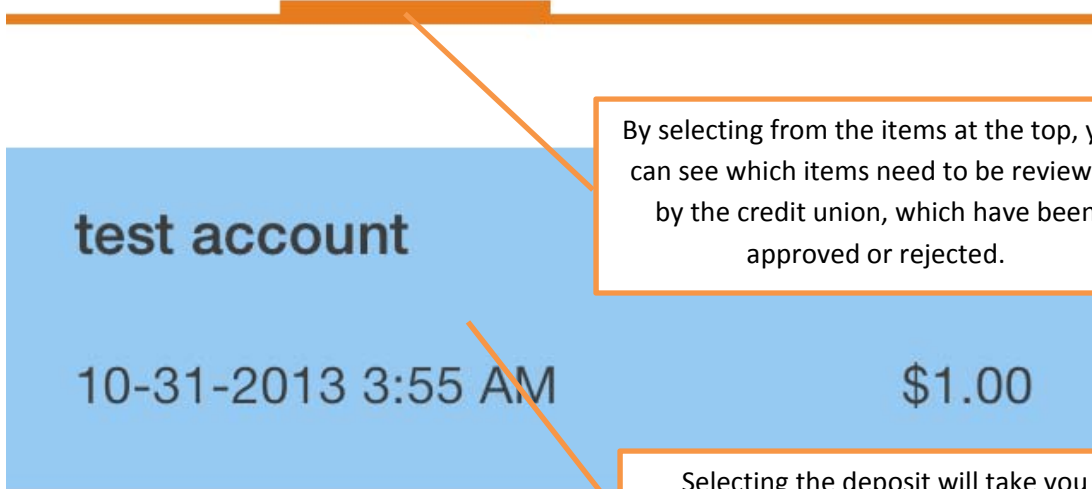 By selecting from the items at the top,
can see which items need to be
by the credit union, which have been
approved or rejected.
test account
10-31-2013 3:55 AM $1.00
Selecting the deposit will take you